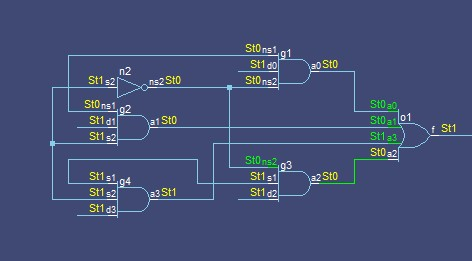 St0 ns1 g1
St1 d0 a0 St0
St0 ns2
n2
St1 s2 ns2 St0
St0 ns1 g2
St1 d1 a1 St0
St1 s2
St0 a0 o1
St0 a1
St1 a3 f St1
St0 a2
St0 ns2 g3
St1 s1 a2 St0
St1 d2
St1 s1 g4
St1 s2 a3 St1
St1 d3